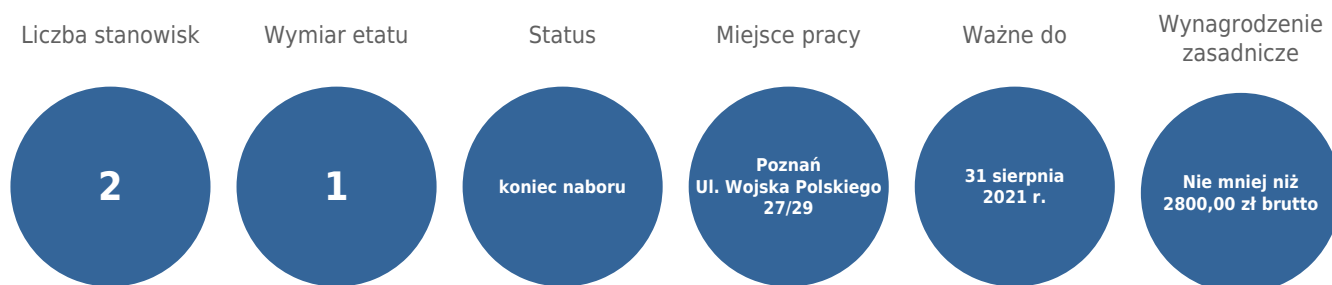 Liczba stanowisk
2
Wymiar etatu
1
Status
koniec naboru
Miejsce pracy
Poznań
Ul. Wojska Polskiego
27/29
Ważne do
31 sierpnia
2021 r.
Wynagrodzenie
zasadnicze
Nie mniej niż
2800,00 zł brutto